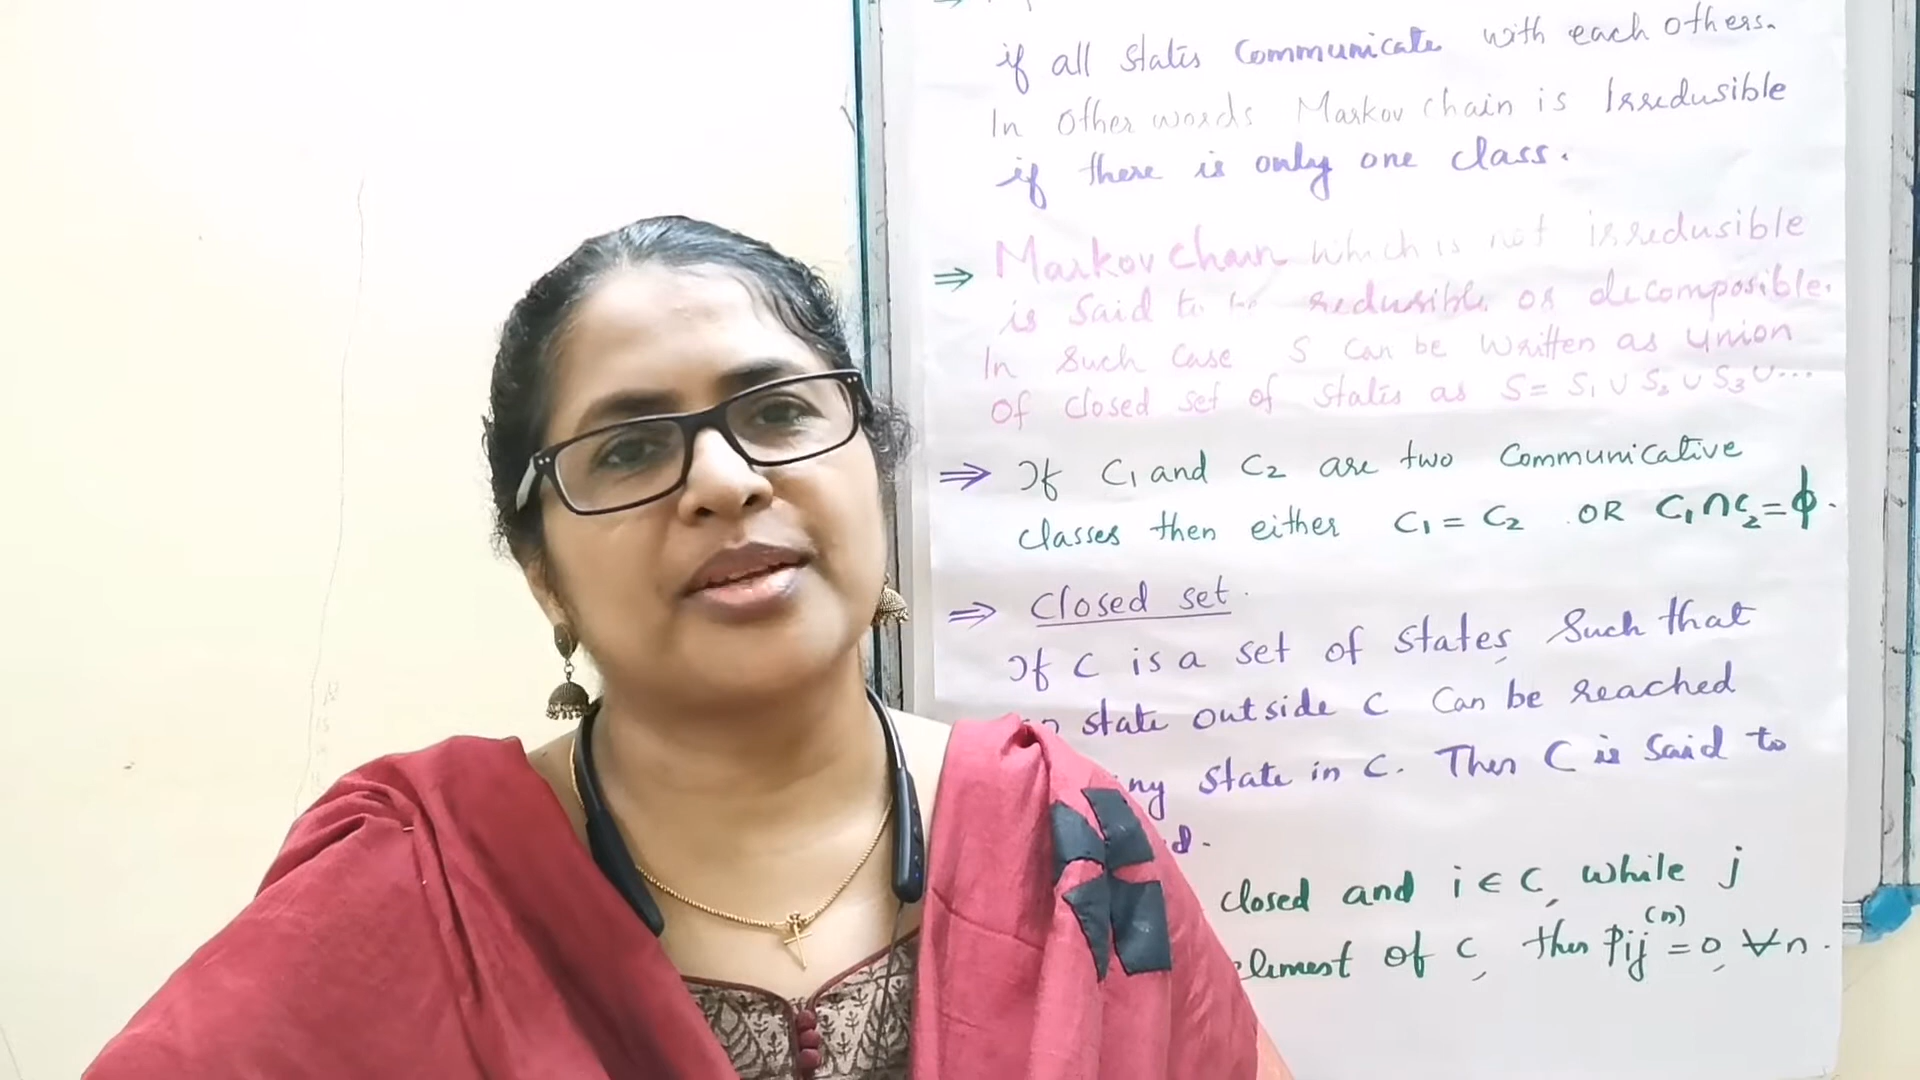 ⇒
if all states Communicate with each others.
In other words Markov chain is Irredusible
if there is only one class.
⇒ Markov chain which is not irredusible
is said to be redusible or decomposible.
In such case S can be written as union
of closed set of states as S = S₁ ∪ S₂ ∪ S₃ ∪ ...
⇒ If C₁ and C₂ are two Communicative
classes then either C₁ = C₂ OR C₁∩C₂=ϕ.
⇒ Closed set.
If C is a set of states, Such that
state outside C Can be reached
ny state in C. Then C is said to
d.
closed and i ∈ C, while j
element of C, then Pij⁽ⁿ⁾ = 0, ∀n.